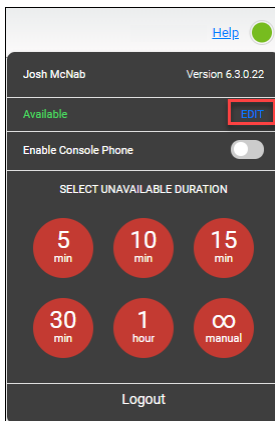 Help
Josh McNab Version 6.3.0.22
Available EDIT
Enable Console Phone
SELECT UNAVAILABLE DURATION
5 10 15
min min min
30 1 ∞
min hour manual
Logout